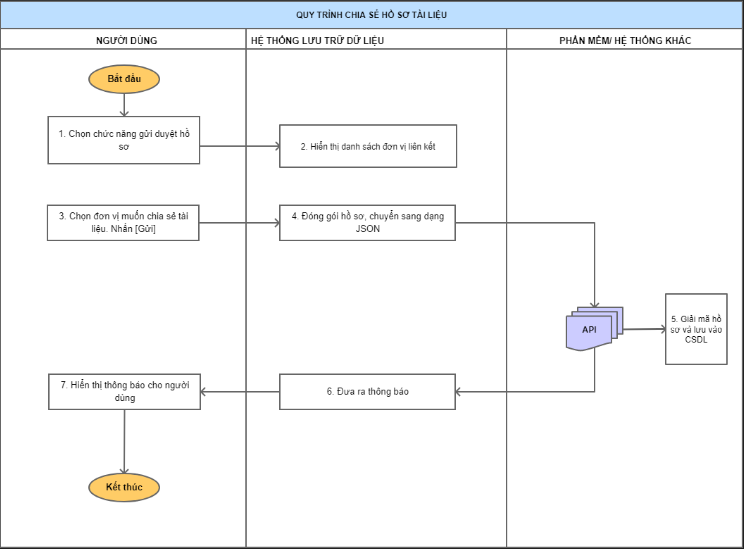 QUY TRÌNH CHIA SẺ HỒ SƠ TÀI LIỆU
NGƯỜI DÙNG
HỆ THỐNG LƯU TRỮ DỮ LIỆU
PHẦN MỀM/ HỆ THỐNG KHÁC
Bắt đầu
1. Chọn chức năng gửi duyệt hồ
sơ
2. Hiển thị danh sách đơn vị liên kết
3. Chọn đơn vị muốn chia sẻ tài
liệu. Nhấn [Gửi]
4. Đóng gói hồ sơ, chuyển sang dạng
JSON
API
5. Giải mã hồ
sơ và lưu vào
CSDL
7. Hiển thị thông báo cho người
dùng
6. Đưa ra thông báo
Kết thúc